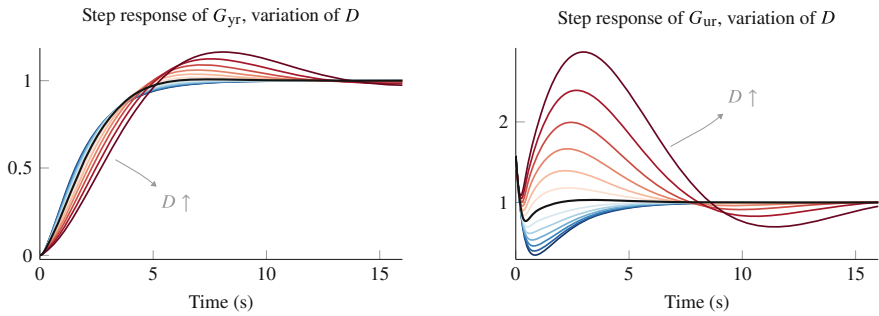 Step response of G_yr, variation of D
1
0.5
0
D ↑
0
5
10
15
Time (s)
Step response of G_ur, variation of D
2
1
D ↑
0
5
10
15
Time (s)